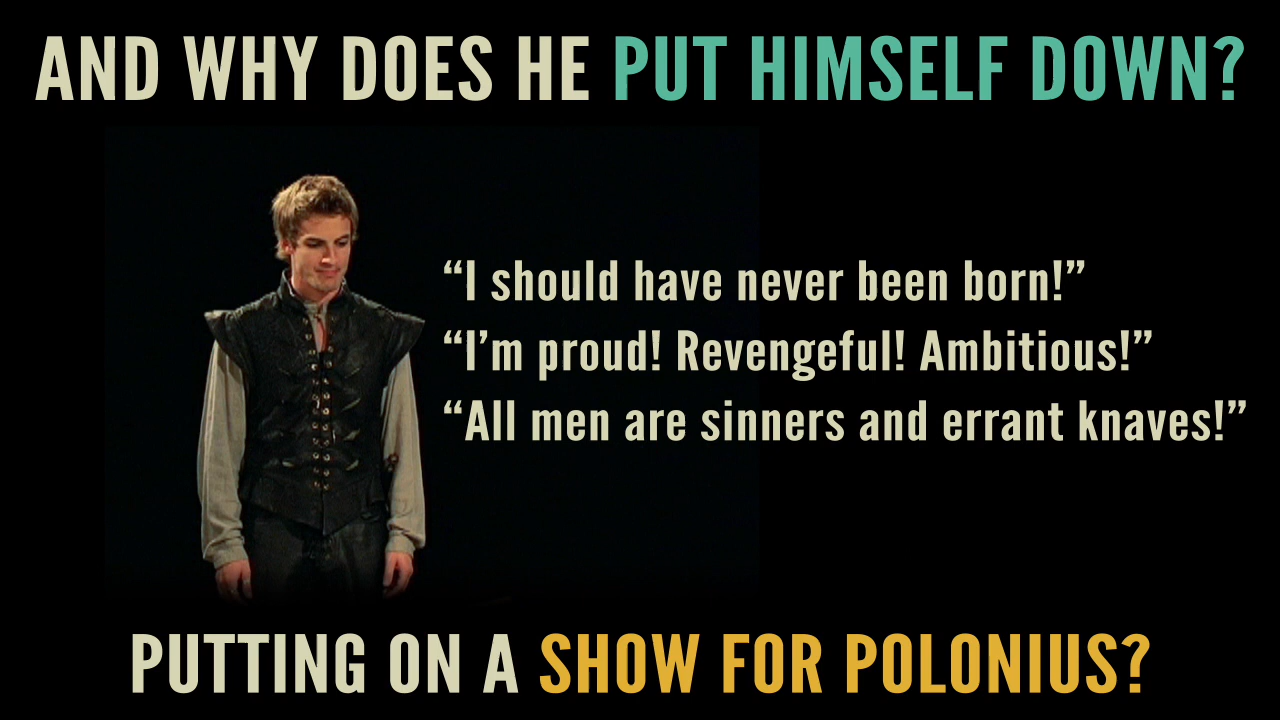 AND WHY DOES HE PUT HIMSELF DOWN?
“I should have never been born!”
“I’m proud! Revengeful! Ambitious!”
“All men are sinners and errant knaves!”
PUTTING ON A SHOW FOR POLONIUS?